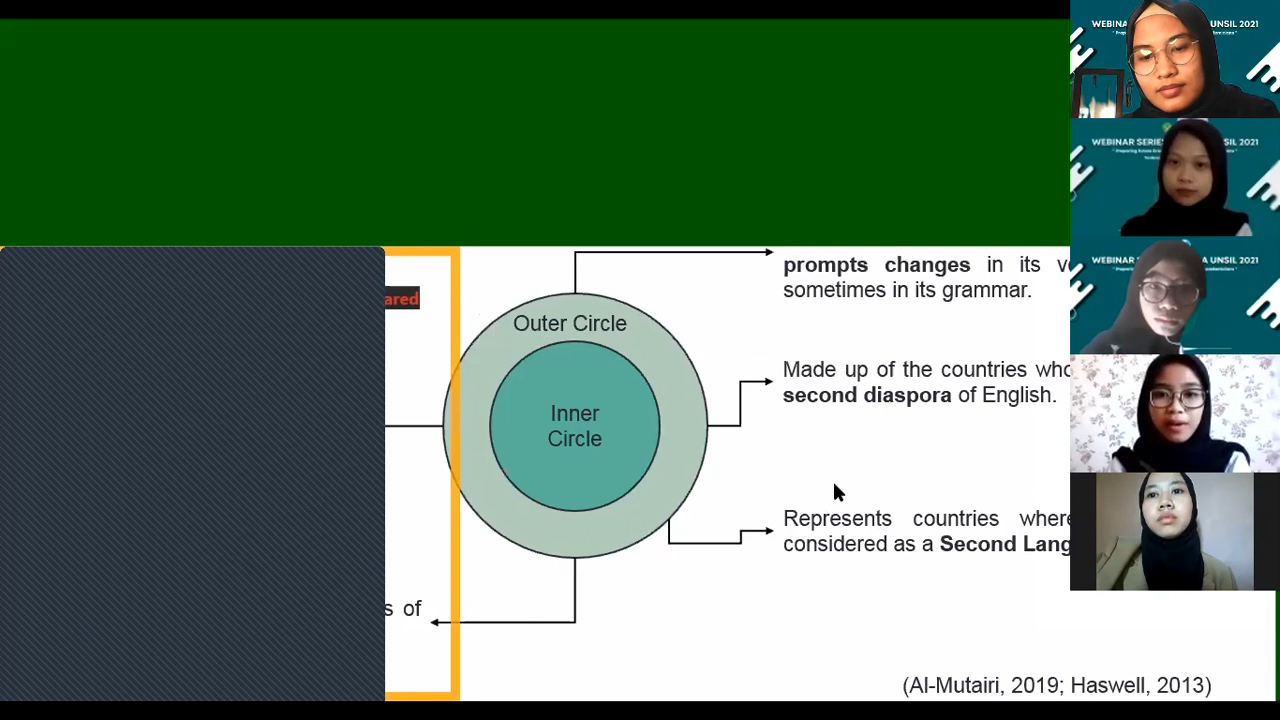 WEBINAR UNSIL 2021
WEBINAR SERIES SIL 2021
WEBINAR S A UNSIL 2021
ared
Outer Circle
Inner
Circle
s of
prompts changes in its
sometimes in its grammar.
Made up of the countries who
second diaspora of English.
Represents countries where
considered as a Second Lang
(Al-Mutairi, 2019; Haswell, 2013)